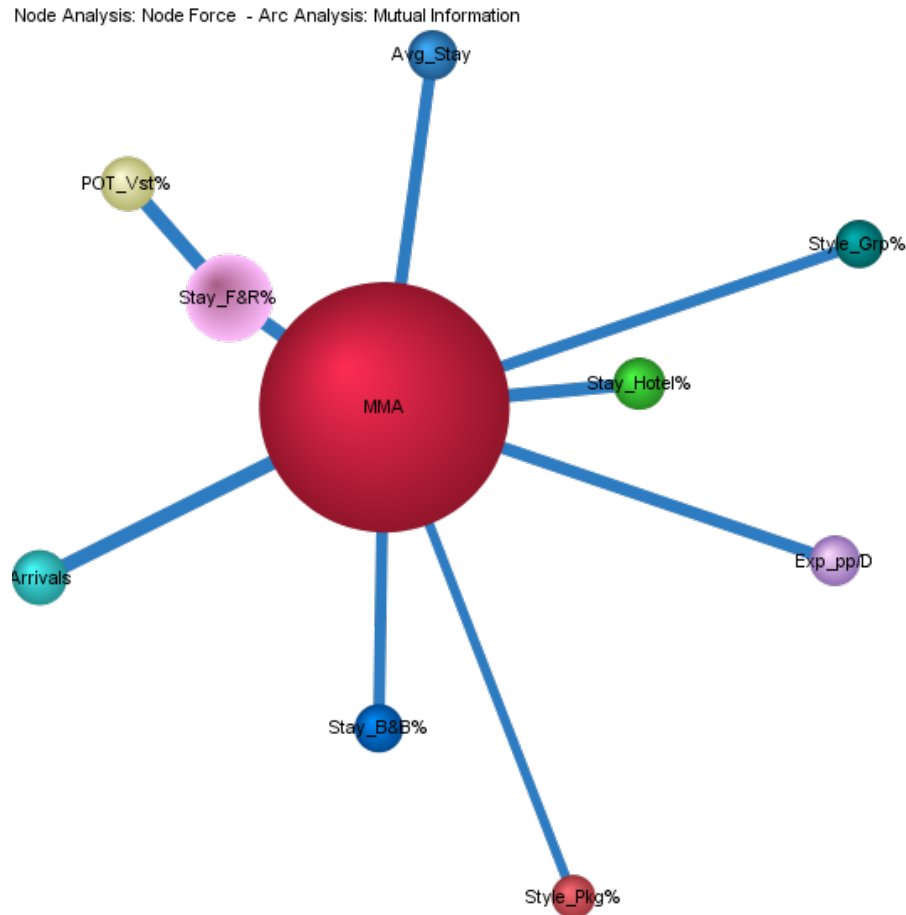 Node Analysis: Node Force - Arc Analysis: Mutual Information
Avg_Stay
POT_Vst%
Style_Grp%
Stay_F&R%
Stay_Hotel%
MMA
Exp_pp/D
Arrivals
Stay_B&B%
Style_Pkg%